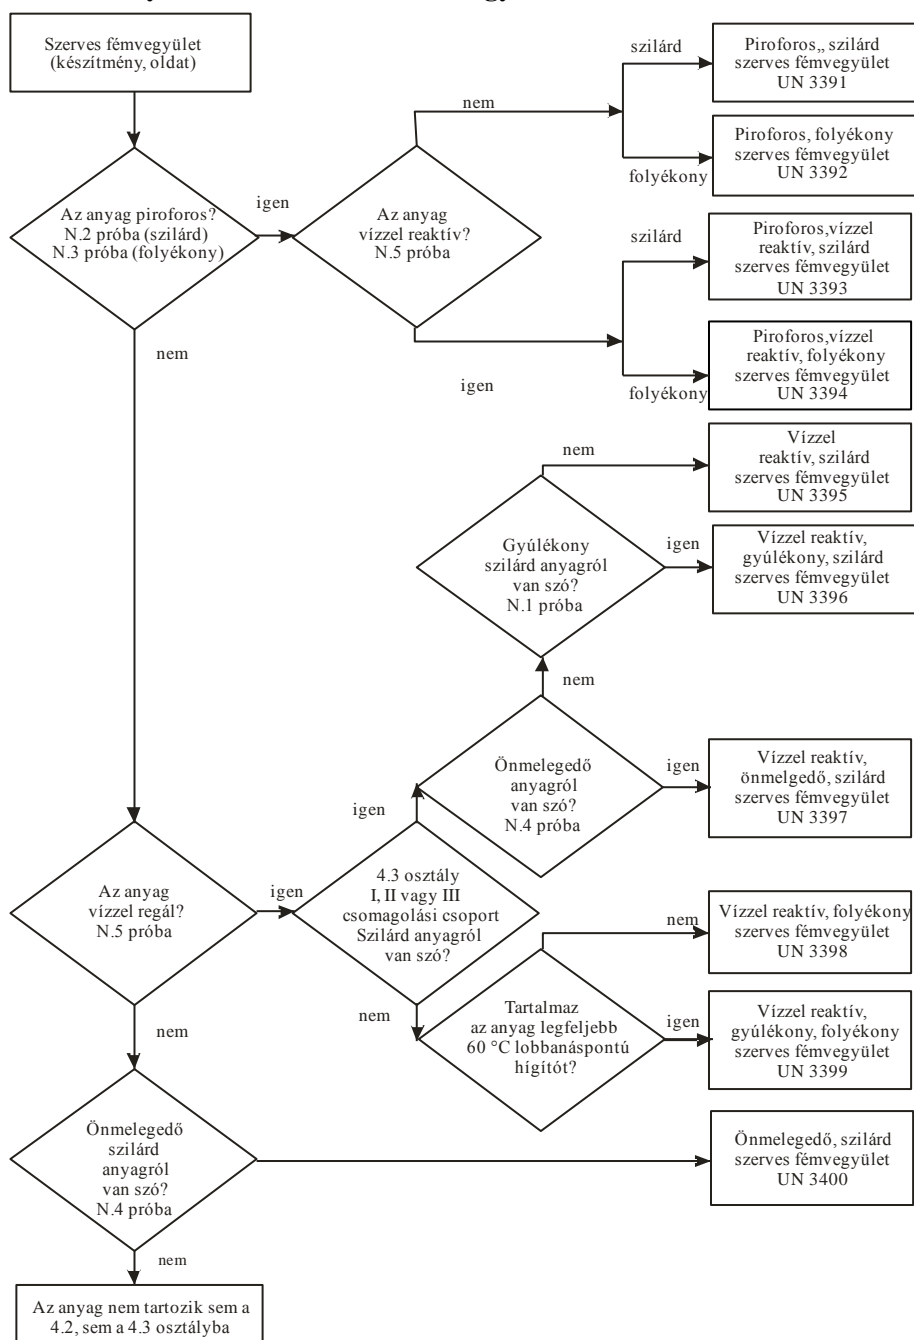 Szerves fémvegyület
(készítmény, oldat)
szilárd
Piroforos,, szilárd
szerves fémvegyület
UN 3391
nem
Piroforos, folyékony
szerves fémvegyület
UN 3392
folyékony
igen
Az anyag piroforos?
N.2 próba (szilárd)
N.3 próba (folyékony)
Az anyag
vízzel reaktív?
N.5 próba
szilárd
Piroforos,vízzel
reaktív, szilárd
szerves fémvegyület
UN 3393
nem
igen
Piroforos,vízzel
reaktív, folyékony
szerves fémvegyület
UN 3394
folyékony
nem
Vízzel
reaktív, szilárd
szerves fémvegyület
UN 3395
Gyúlékony
szilárd anyagról
van szó?
N.1 próba
igen
Vízzel reaktív,
gyúlékony, szilárd
szerves fémvegyület
UN 3396
nem
Önmelegedő
anyagról
van szó?
N.4 próba
igen
Vízzel reaktív,
önmelgedő, szilárd
szerves fémvegyület
UN 3397
igen
Az anyag
vízzel regál?
N.5 próba
igen
4.3 osztály
I, II vagy III
csomagolási csoport
Szilárd anyagról
van szó?
nem
Vízzel reaktív, folyékony
szerves fémvegyület
UN 3398
nem
nem
Tartalmaz
az anyag legfeljebb
60 °C lobbanáspontú
hígítót?
igen
Vízzel reaktív,
gyúlékony, folyékony
szerves fémvegyület
UN 3399
Önmelegedő
szilárd
anyagról
van szó?
N.4 próba
Önmelegedő, szilárd
szerves fémvegyület
UN 3400
nem
Az anyag nem tartozik sem a
4.2, sem a 4.3 osztályba